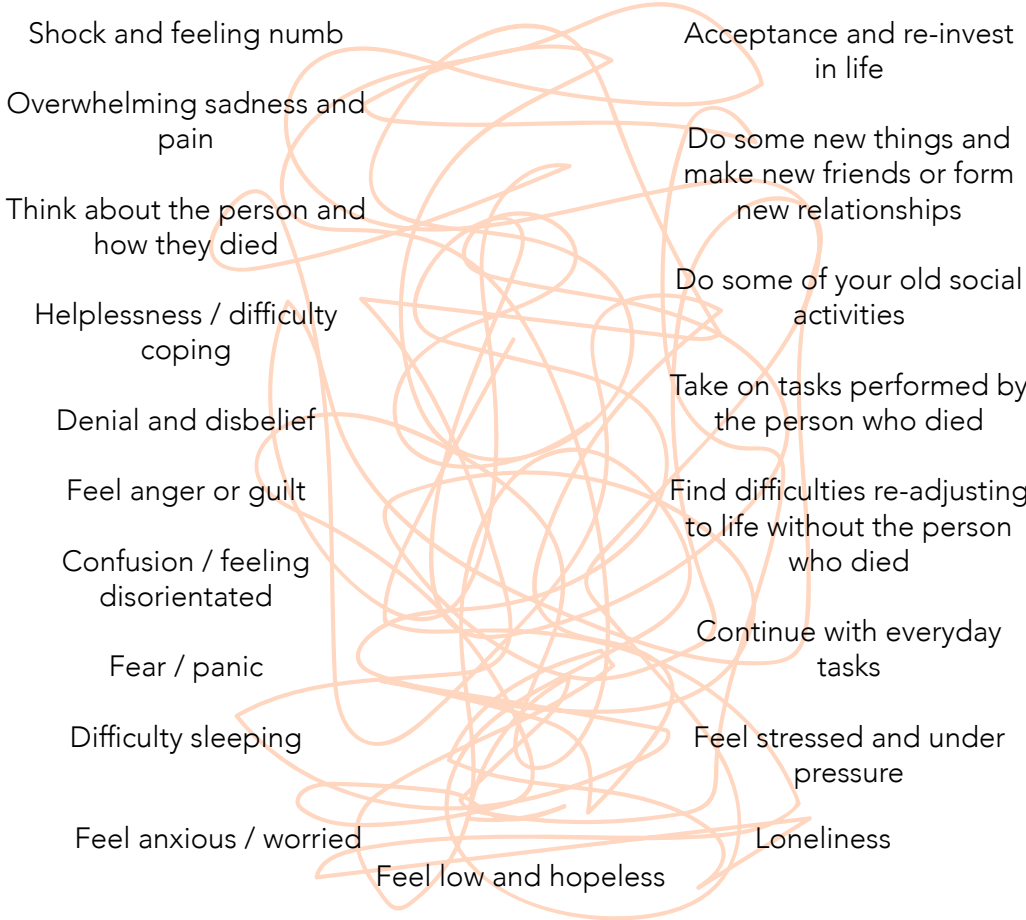 Shock and feeling numb
Overwhelming sadness and
pain
Think about the person and
how they died
Helplessness / difficulty
coping
Denial and disbelief
Feel anger or guilt
Confusion / feeling
disorientated
Fear / panic
Difficulty sleeping
Feel anxious / worried
Feel low and hopeless
Acceptance and re-invest
in life
Do some new things and
make new friends or form
new relationships
Do some of your old social
activities
Take on tasks performed by
the person who died
Find difficulties re-adjusting
to life without the person
who died
Continue with everyday
tasks
Feel stressed and under
pressure
Loneliness